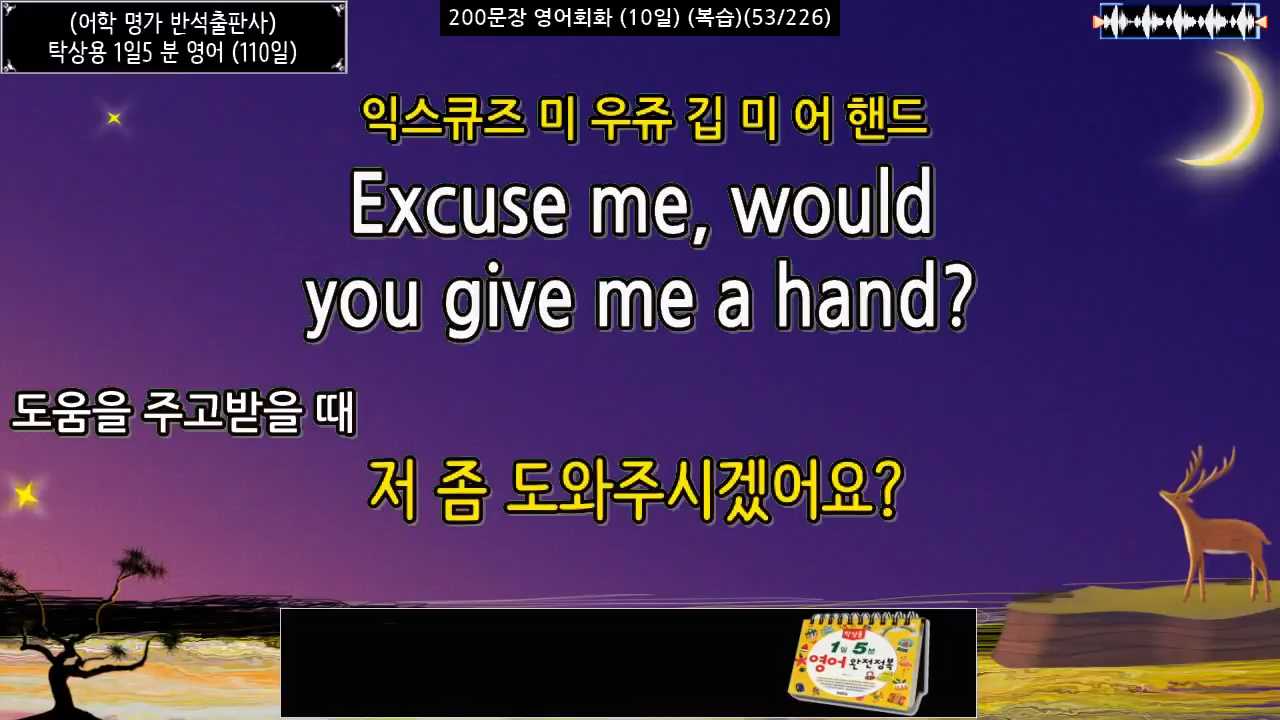 (어학 명가 반석출판사)
탁상용 1일5 분 영어 (110일)
200문장 영어회화 (10일) (복습)(53/226)
익스큐즈 미 우쥬 깁 미 어 핸드
Excuse me, would
you give me a hand?
도움을 주고받을 때
저 좀 도와주시겠어요?
탁상용
1일 5분
영어 완전정복